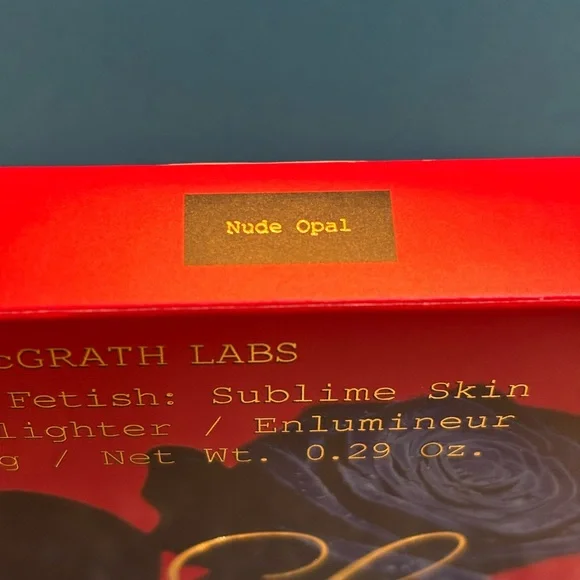 Nude Opal
cGRATH LABS
Fetish: Sublime Skin
lighter / Enlumineur
g / Net Wt. 0.29 Oz.